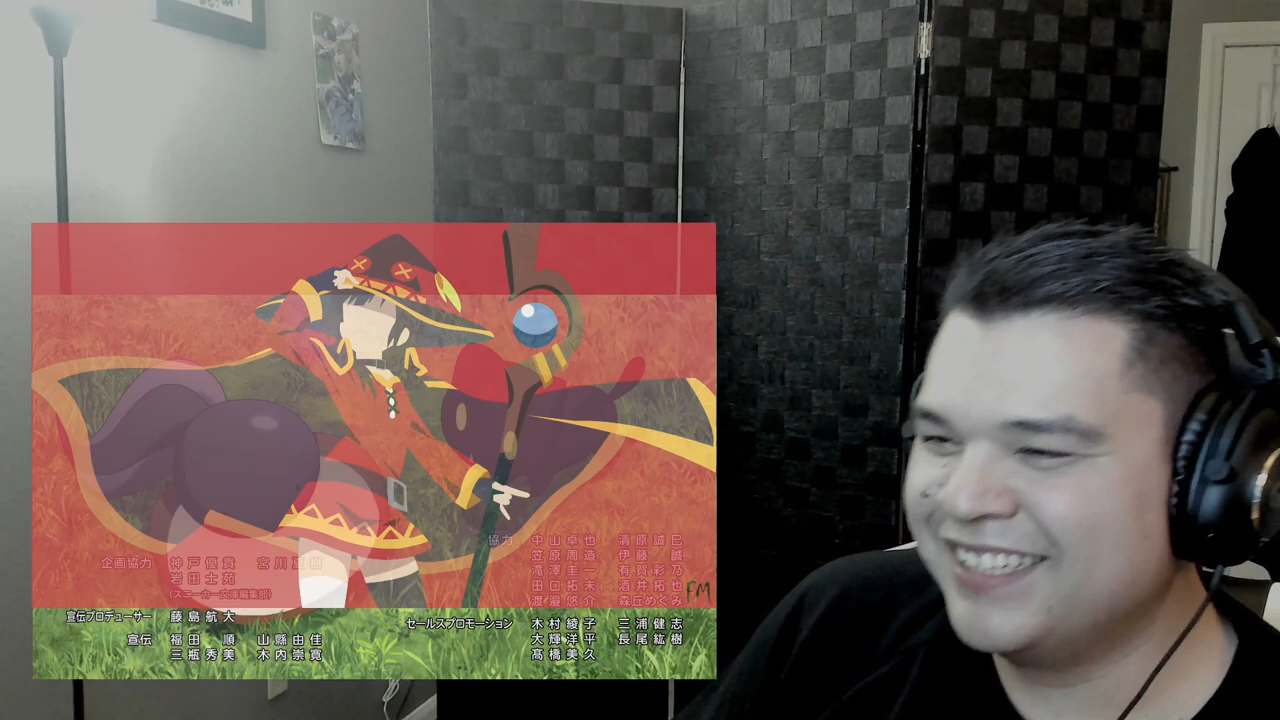 協力 中山卓也 清原誠巳
笠原周造 伊藤誠
企画協力 神戸優貴 宮川夏樹 滝澤圭一 有賀彩乃
岩田士苑 田口拓未 酒井拓也
(スニーカー文庫編集部) 渡邉悠介 森丘めぐみ
FM
宣伝プロデューサー 藤島航大 セールスプロモーション 木村綾子 三浦健志
宣伝 福田順 山縣由佳 大輝洋平 長尾紘樹
三瓶秀美 木内崇寛 髙橋美久